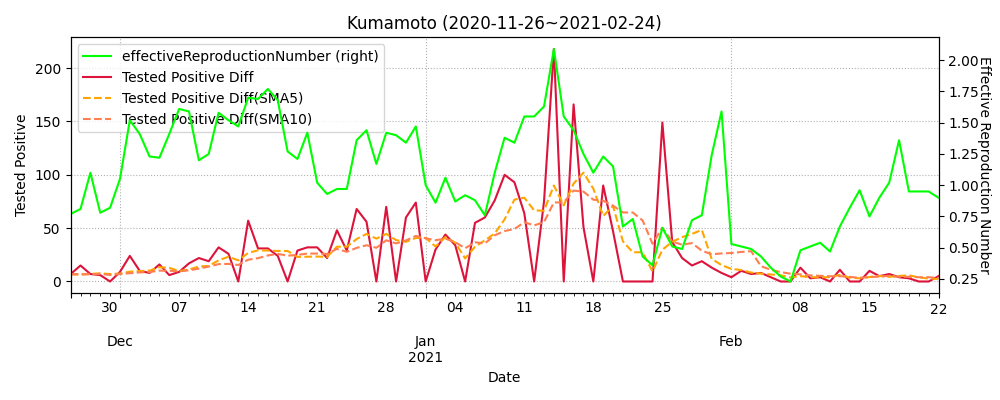 Kumamoto (2020-11-26~2021-02-24)
effectiveReproductionNumber (right)
Tested Positive Diff
Tested Positive Diff(SMA5)
Tested Positive Diff(SMA10)
Tested Positive
200
150
100
50
0
2.00
1.75
1.50
1.25
1.00
0.75
0.50
0.25
Effective Reproduction Number
30 07 14 21 28 04 11 18 25 08 15 22
Dec Jan Feb
2021
Date